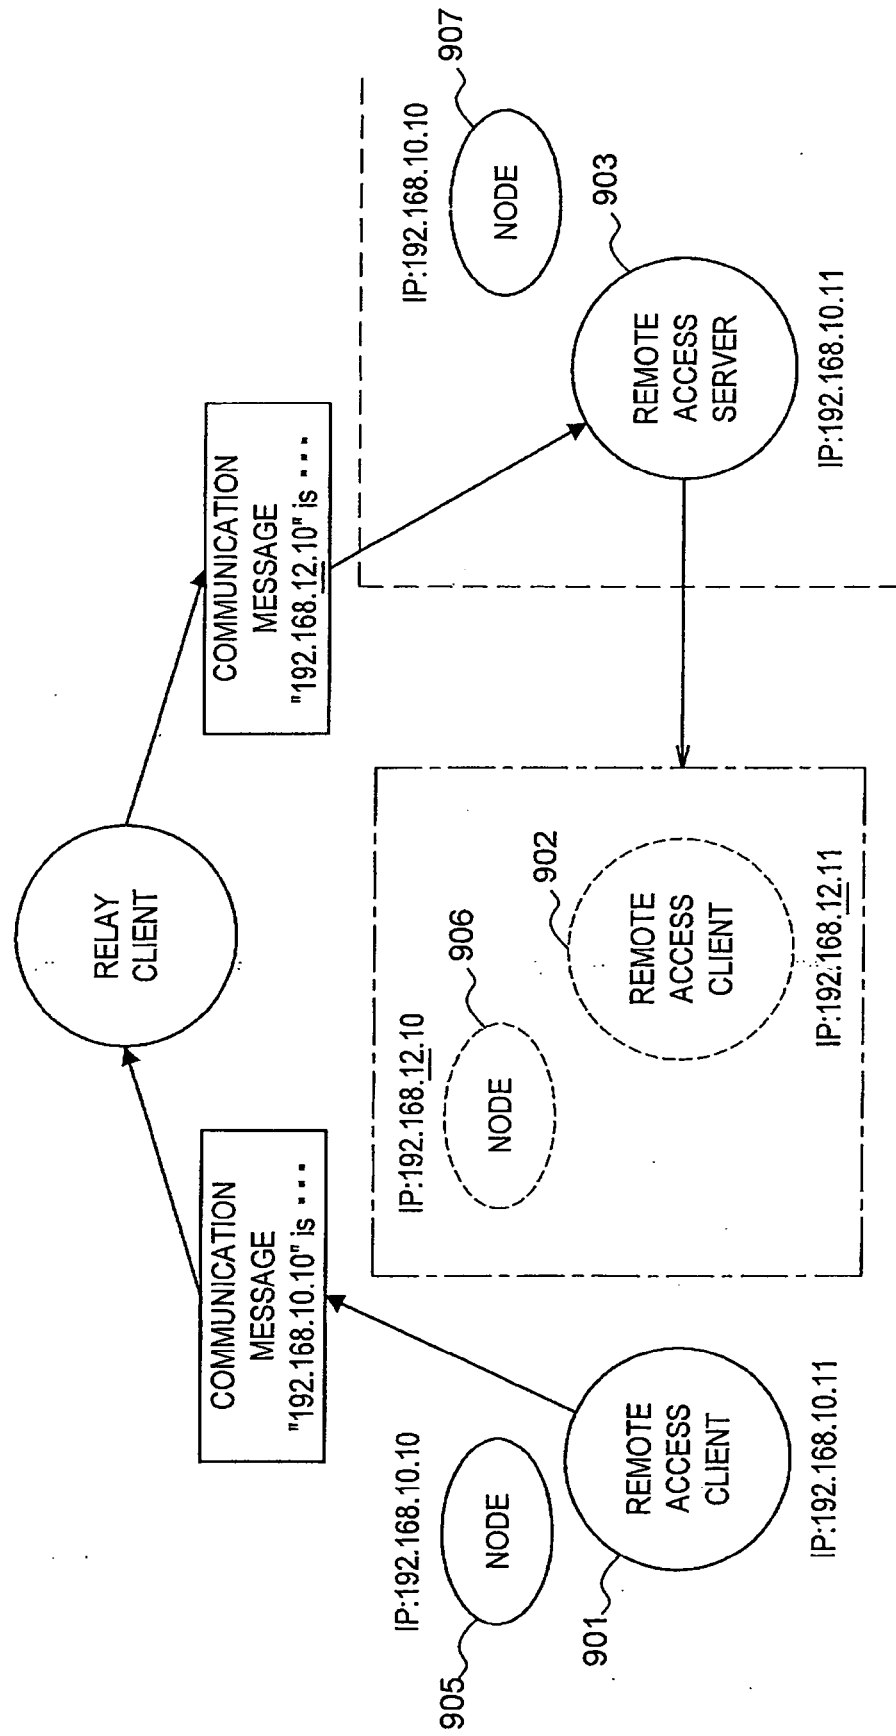 RELAY
CLIENT
COMMUNICATION
MESSAGE
"192.168.10.10" is ...
COMMUNICATION
MESSAGE
"192.168.12.10" is ...
905
IP:192.168.10.10
NODE
901
REMOTE
ACCESS
CLIENT
IP:192.168.10.11
IP:192.168.12.10
906
NODE
902
REMOTE
ACCESS
CLIENT
IP:192.168.12.11
IP:192.168.10.10
907
NODE
903
REMOTE
ACCESS
SERVER
IP:192.168.10.11